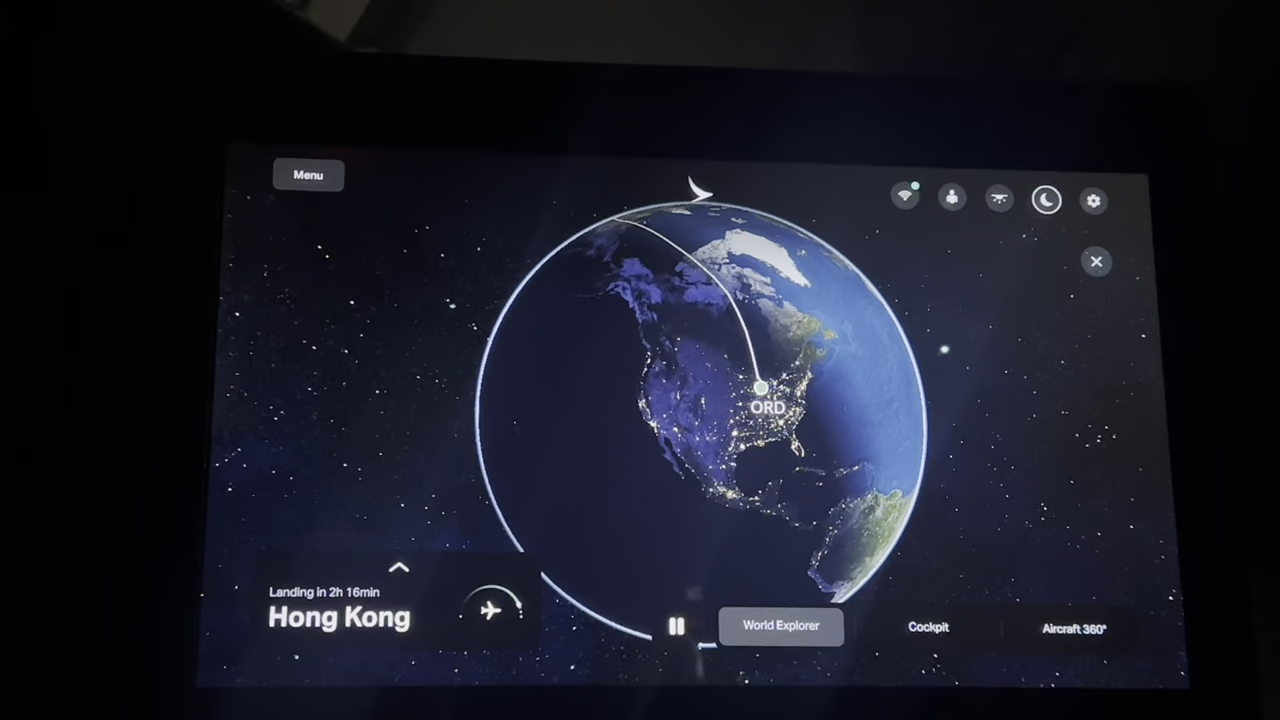 Menu
ORD
Landing in 2h 16min
Hong Kong
World Explorer
Cockpit
Aircraft 360°